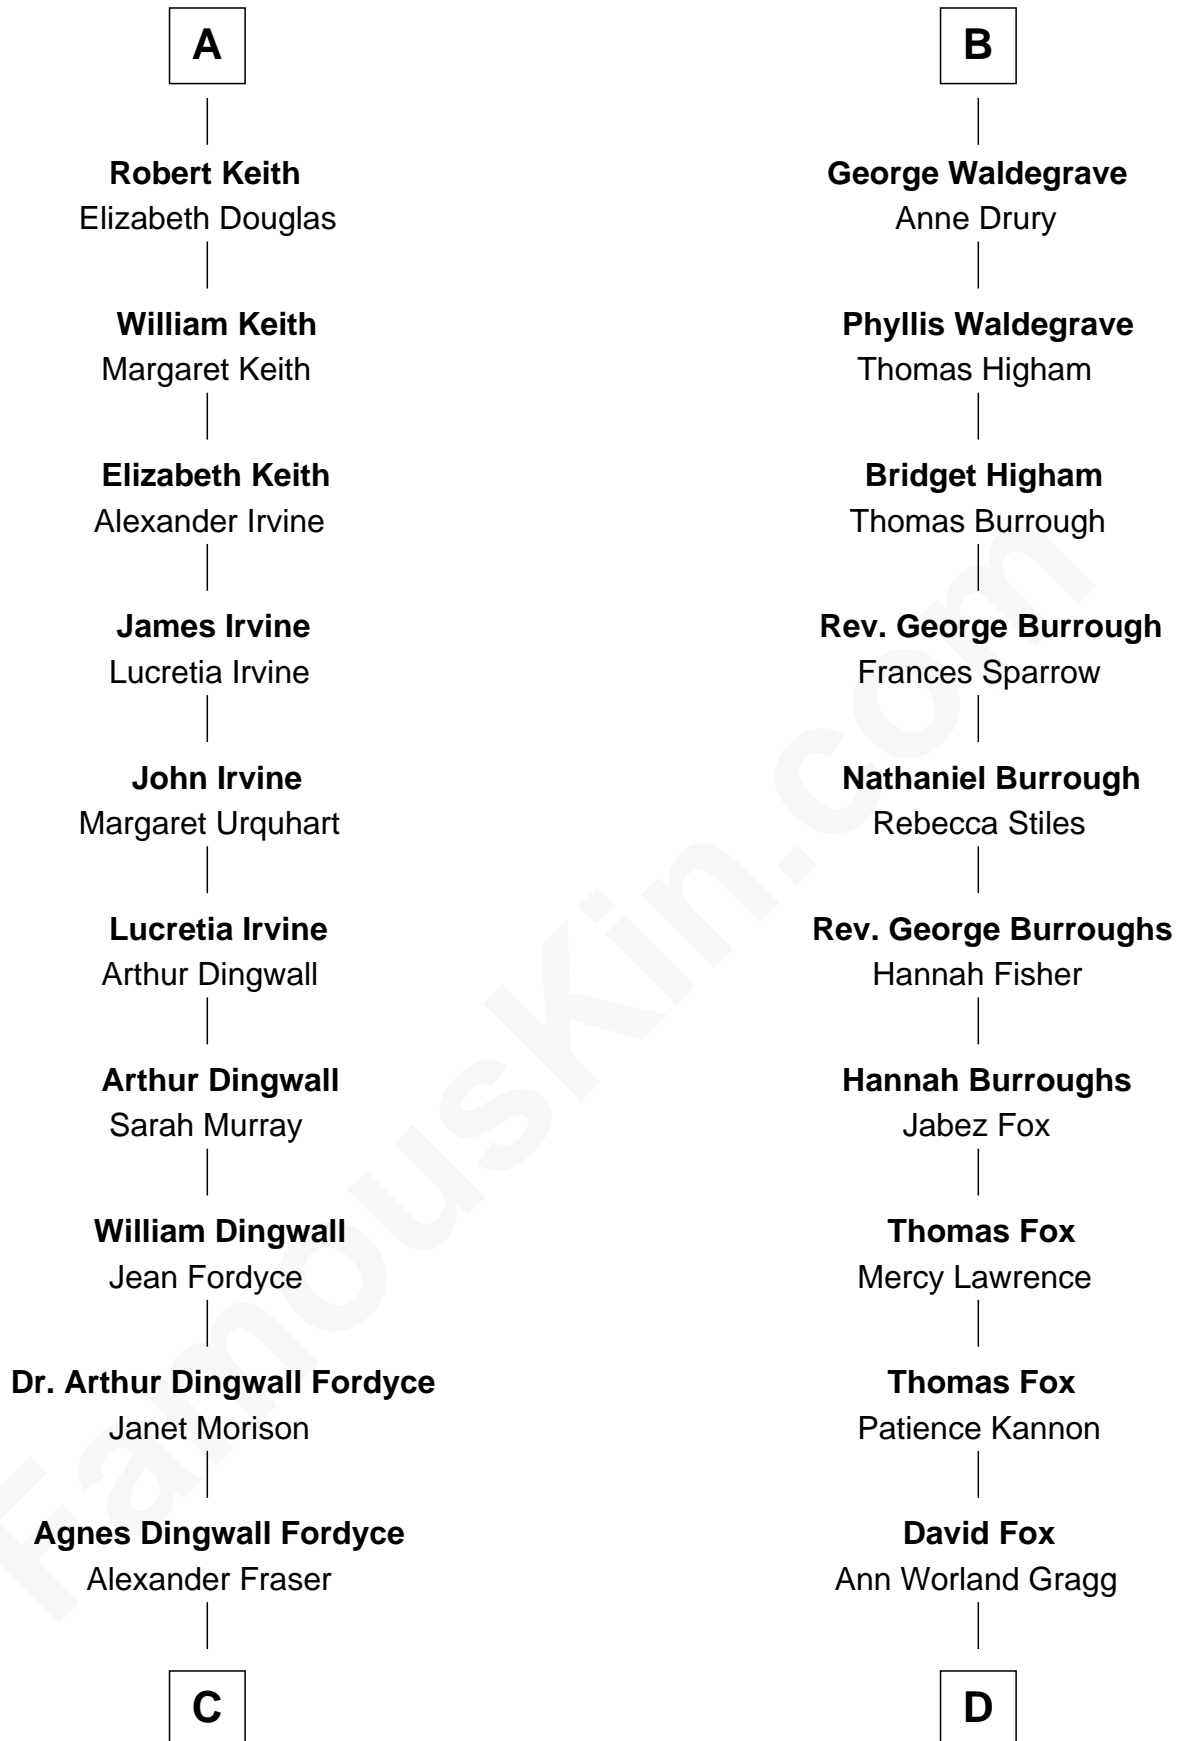 A
Robert Keith
Elizabeth Douglas
William Keith
Margaret Keith
Elizabeth Keith
Alexander Irvine
James Irvine
Lucretia Irvine
John Irvine
Margaret Urquhart
Lucretia Irvine
Arthur Dingwall
Arthur Dingwall
Sarah Murray
William Dingwall
Jean Fordyce
Dr. Arthur Dingwall Fordyce
Janet Morison
Agnes Dingwall Fordyce
Alexander Fraser
C
B
George Waldegrave
Anne Drury
Phyllis Waldegrave
Thomas Higham
Bridget Higham
Thomas Burrough
Rev. George Burrough
Frances Sparrow
Nathaniel Burrough
Rebecca Stiles
Rev. George Burroughs
Hannah Fisher
Hannah Burroughs
Jabez Fox
Thomas Fox
Mercy Lawrence
Thomas Fox
Patience Kannon
David Fox
Ann Worland Gragg
D
FamousKin.com